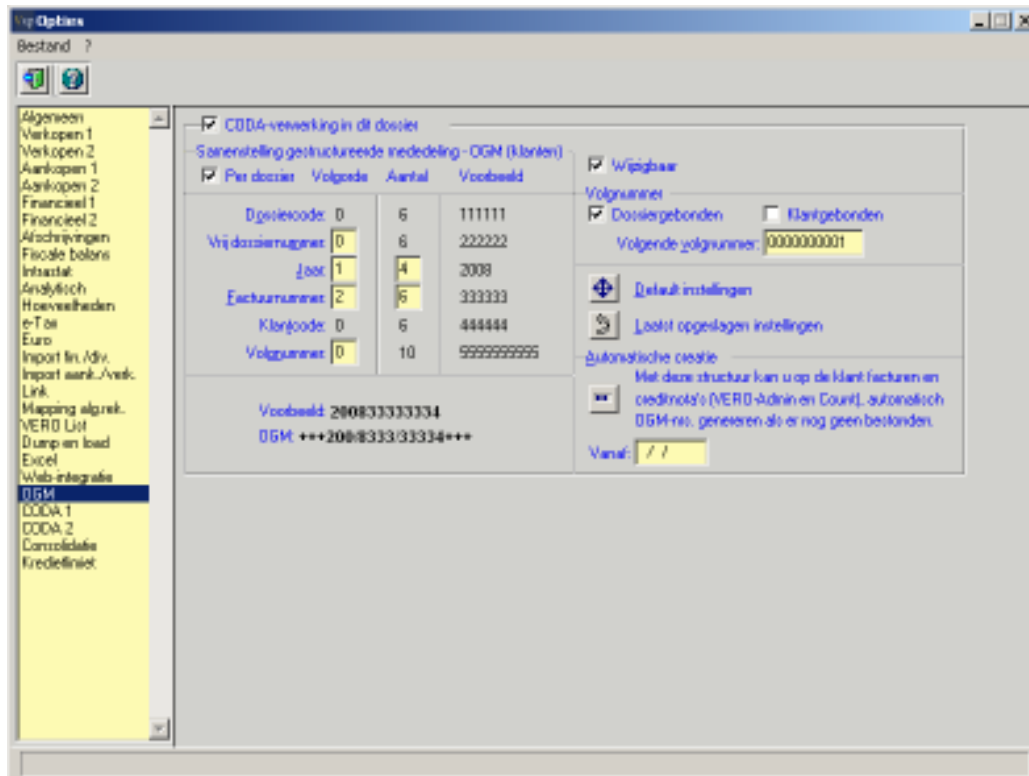 Opties
Bestand ?
Algemeen
Verkopen 1
Verkopen 2
Aankopen 1
Aankopen 2
Financieel 1
Financieel 2
Afschrijvingen
Fiscale balans
Intrastat
Analytisch
Hoeveelheden
e-Tax
Euro
Import fin./div.
Import aank./verk.
Link
Mapping alg.rek.
VERO List
Dump en load
Excel
Web-integratie
OGM
CODA 1
CODA 2
Consolidatie
Kredietlimiet
CODA-verwerking in dit dossier
Samenstelling gestructureerde mededeling - OGM (klanten)
Per dossier Volgorde Aantal Voorbeeld
Dossiercode: 0 6 111111
Vrij dossiernummer: 0 6 222222
Jaar: 1 4 2008
Factuurnummer: 2 6 333333
Klantcode: 0 6 444444
Volgnummer: 0 10 5555555555
Voorbeeld: 200833333334
OGM: +++200/8333/33334+++
Wijzigbaar
Volgnummer
Dossiergebonden Klantgebonden
Volgende volgnummer: 0000000001
Default instellingen
Laatst opgeslagen instellingen
Automatische creatie
Met deze structuur kan u op de klant facturen en
creditnota's (VERO-Admin en Count), automatisch
OGM-nrs. genereren als er nog geen bestonden.
Vanaf: / /